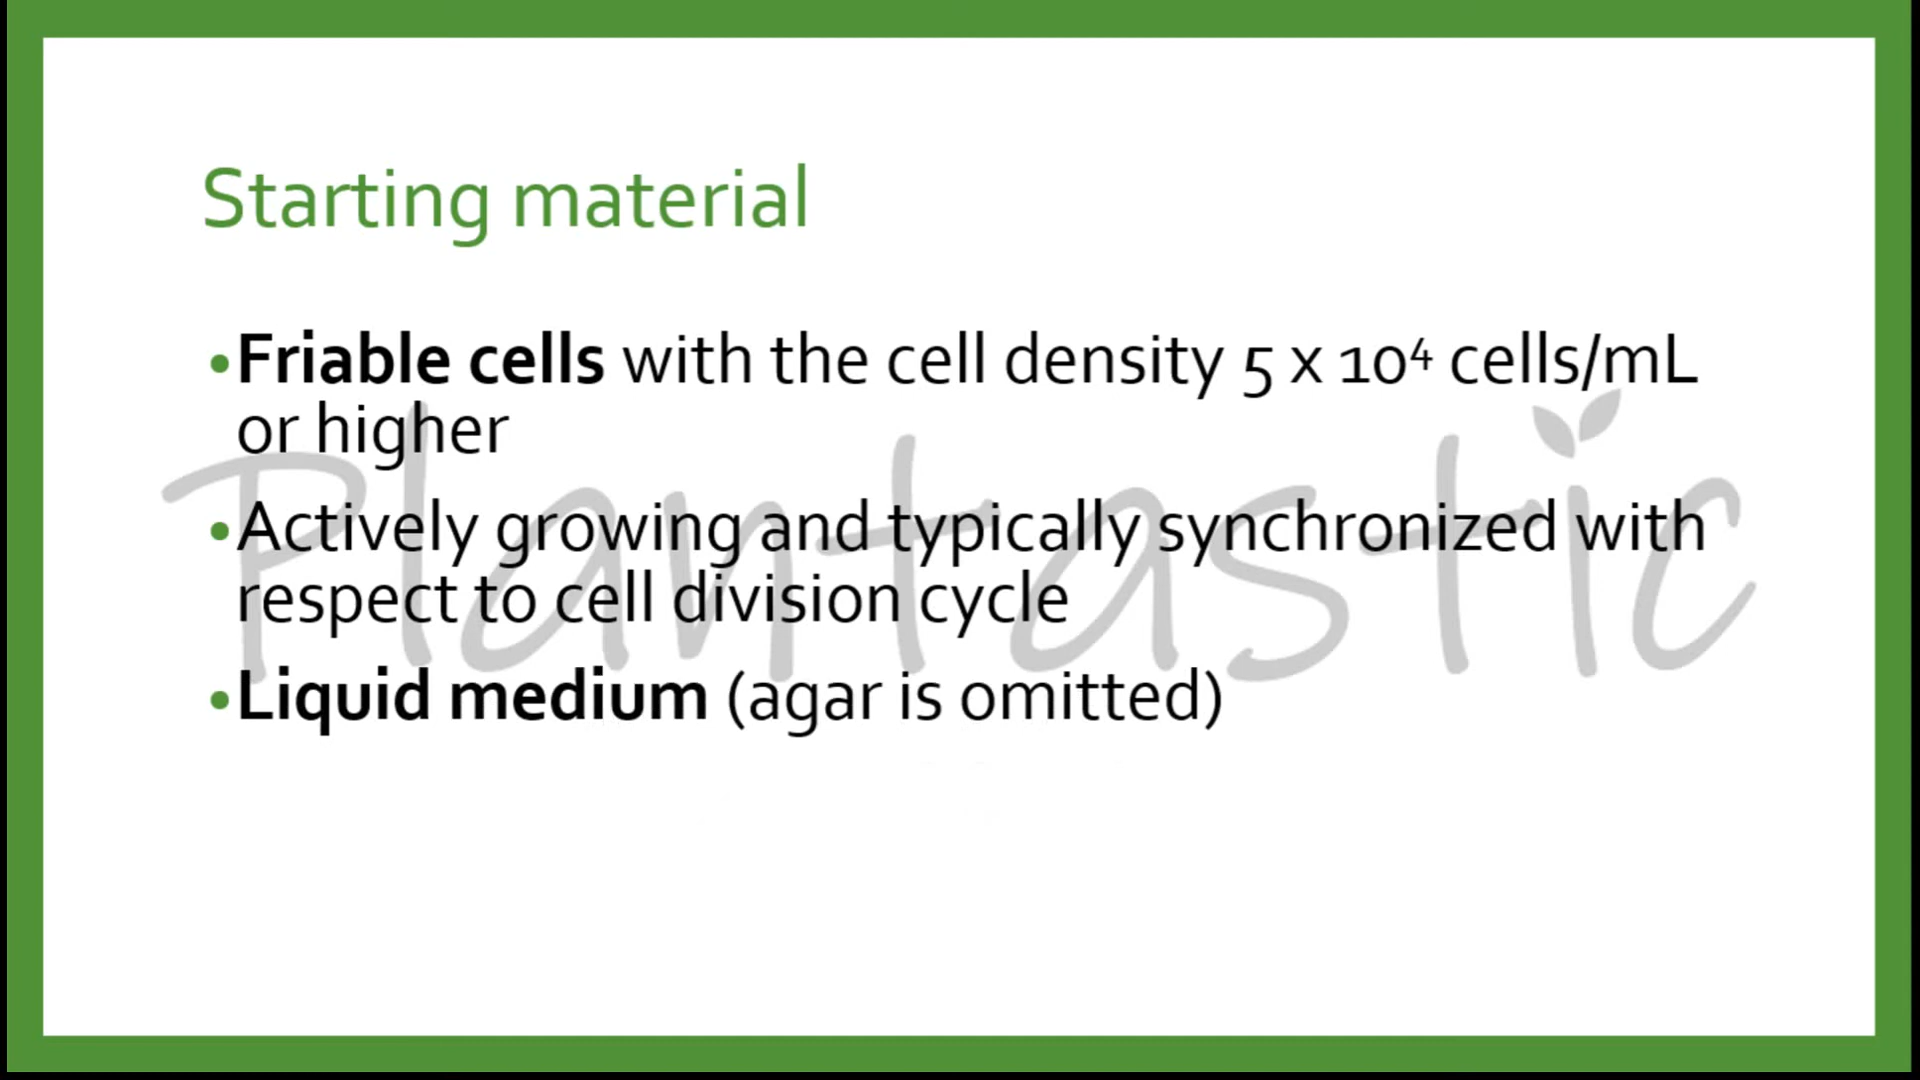 Starting material
•Friable cells with the cell density 5 x 10⁴ cells/mL
or higher
•Actively growing and typically synchronized with
respect to cell division cycle
•Liquid medium (agar is omitted)
Plantastic